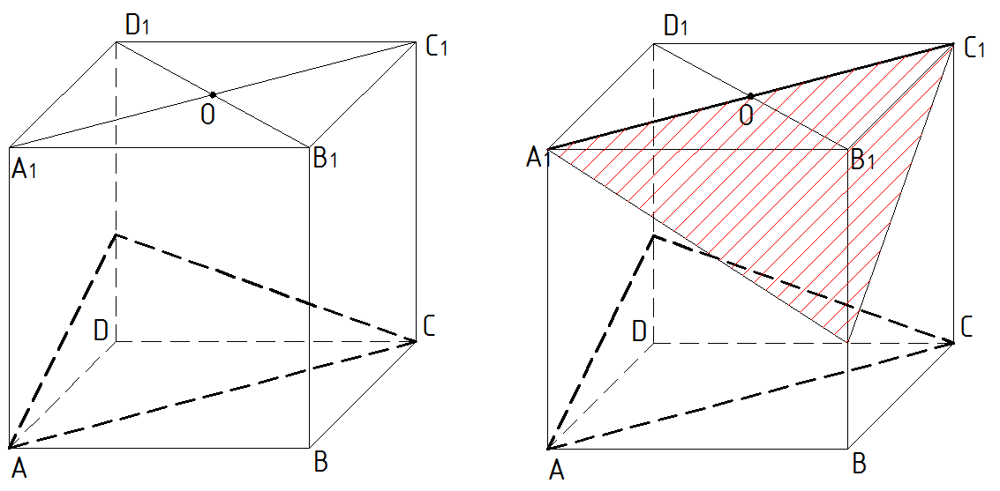 D1 D1
C1 C1
O O
A1 B1 A1 B1
D C D C
A B A B